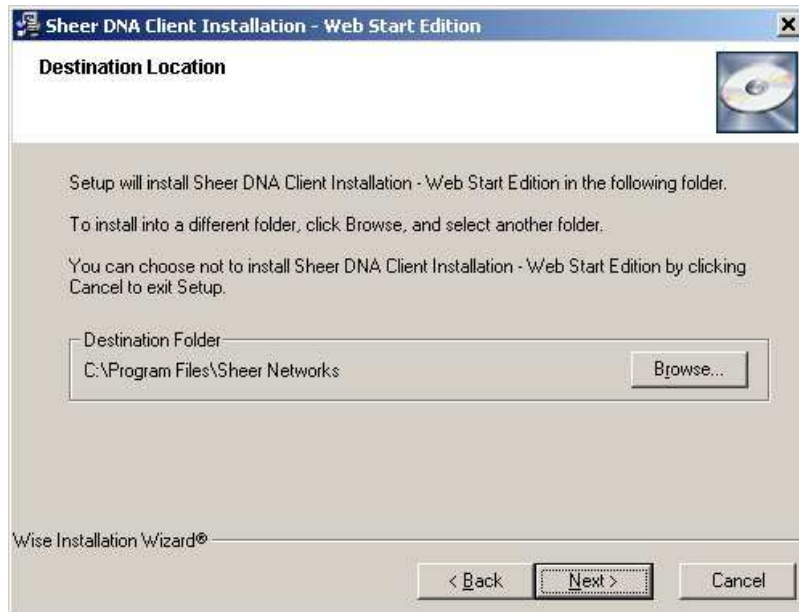 Sheer DNA Client Installation - Web Start Edition
Destination Location
Setup will install Sheer DNA Client Installation - Web Start Edition in the following folder.
To install into a different folder, click Browse, and select another folder.
You can choose not to install Sheer DNA Client Installation - Web Start Edition by clicking
Cancel to exit Setup.
Destination Folder
C:\Program Files\Sheer Networks
Browse...
Wise Installation Wizard®
< Back
Next >
Cancel